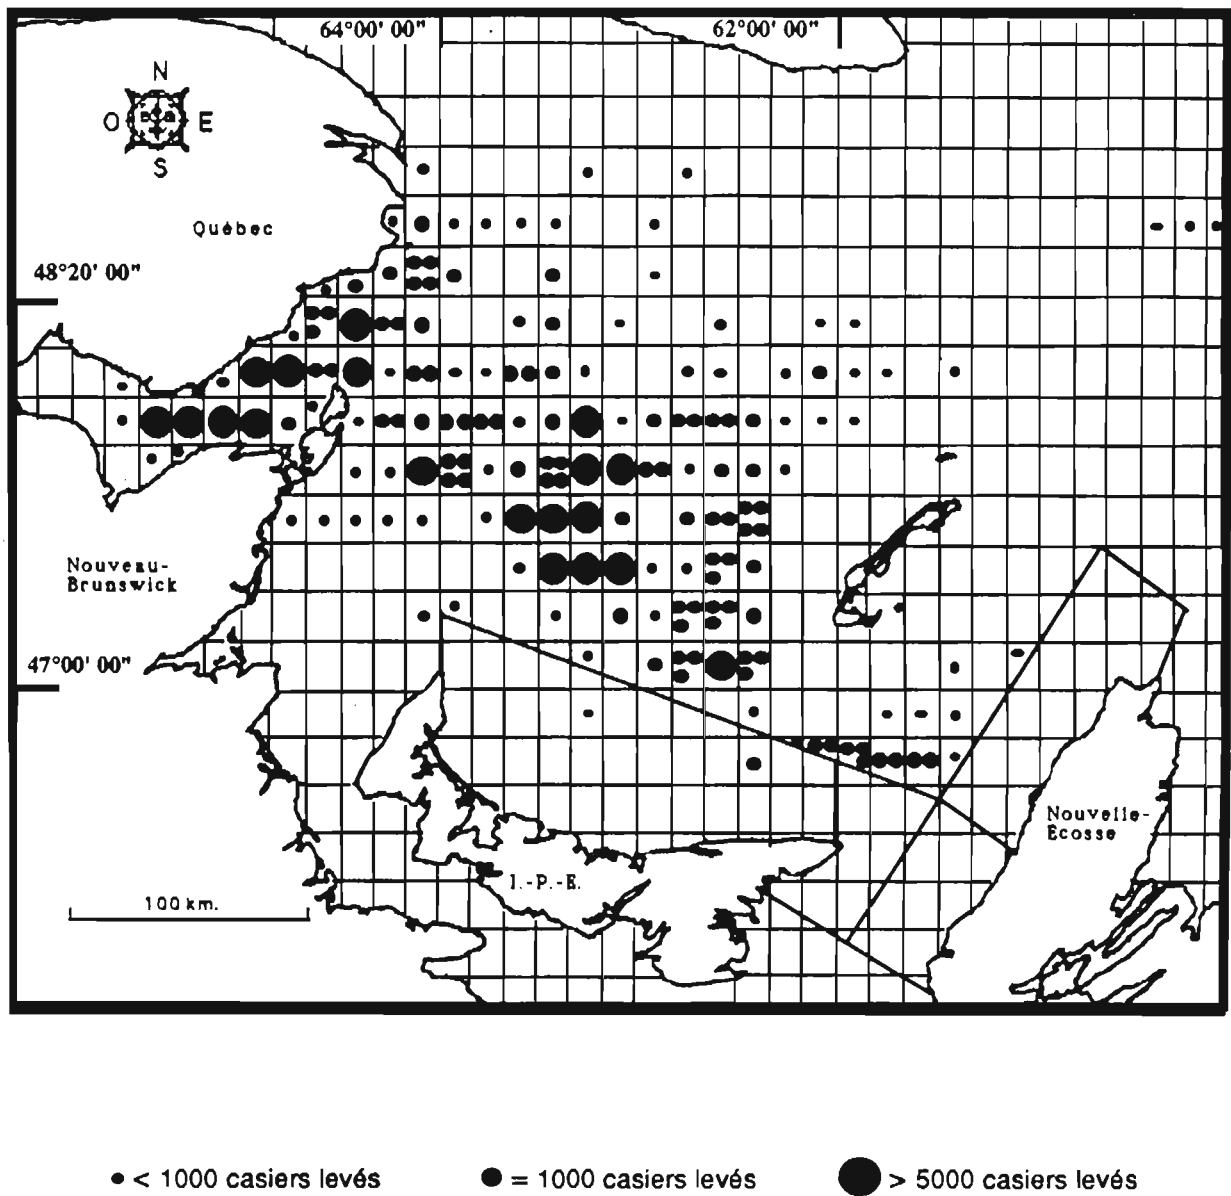 64°00' 00"
62°00' 00"
N
O E
S
Québec
48°20' 00"
Nouveau-
Brunswick
47°00' 00"
Nouvelle-
Écosse
I.-P.-E.
100 km.
< 1000 casiers levés
= 1000 casiers levés
> 5000 casiers levés